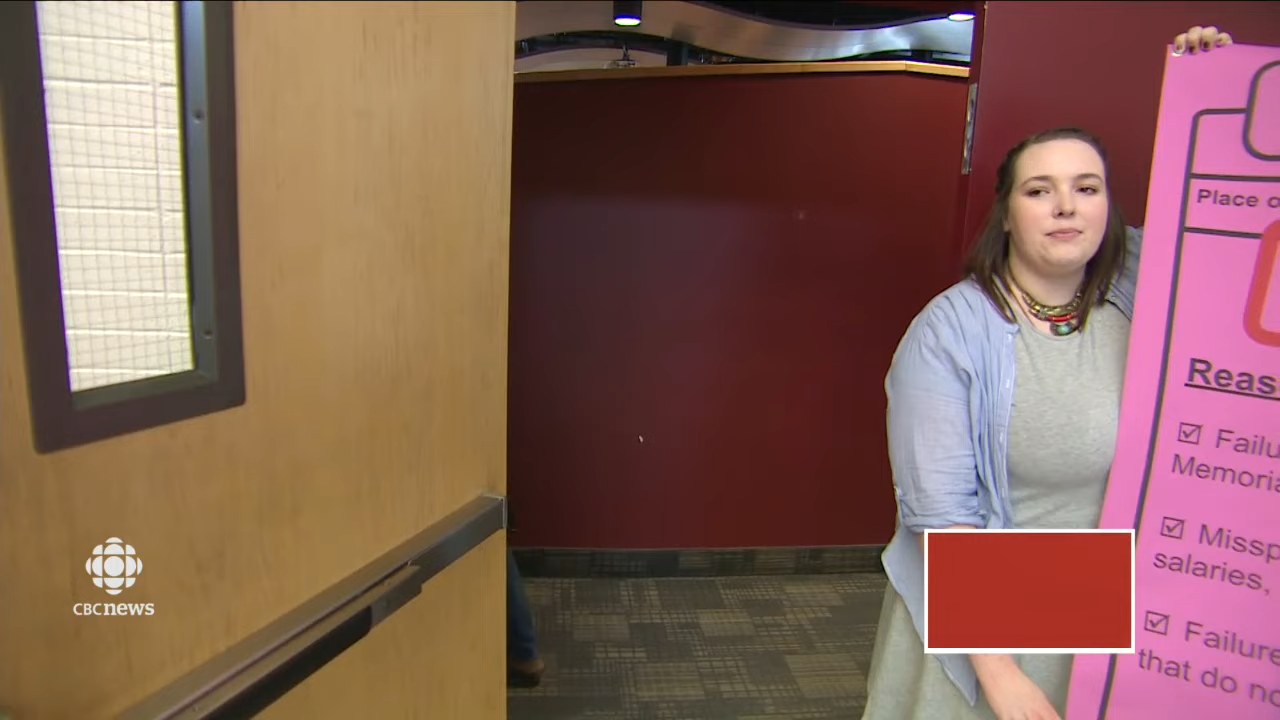 CBCnews
Place
Reas
Failu
Memoria
Missp
salaries,
Failure
that do no